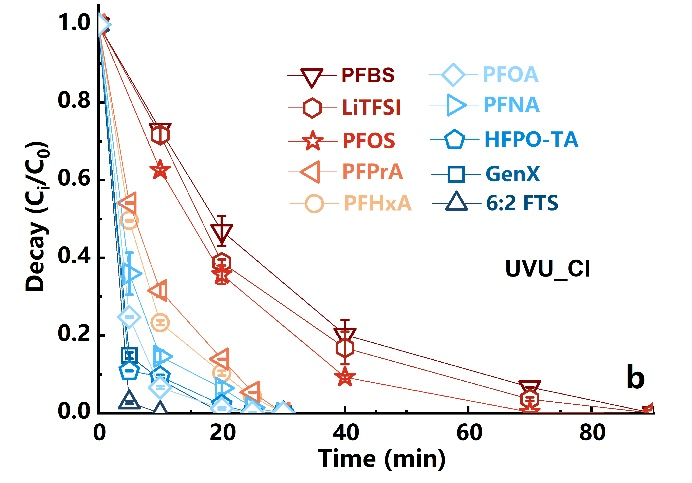 Decay (Ci/C0)
1.0
0.8
0.6
0.4
0.2
0.0
PFBS
LiTFSI
PFOS
PFPrA
PFHxA
PFOA
PFNA
HFPO-TA
GenX
6:2 FTS
UVU_Cl
b
0
20
40
60
80
Time (min)